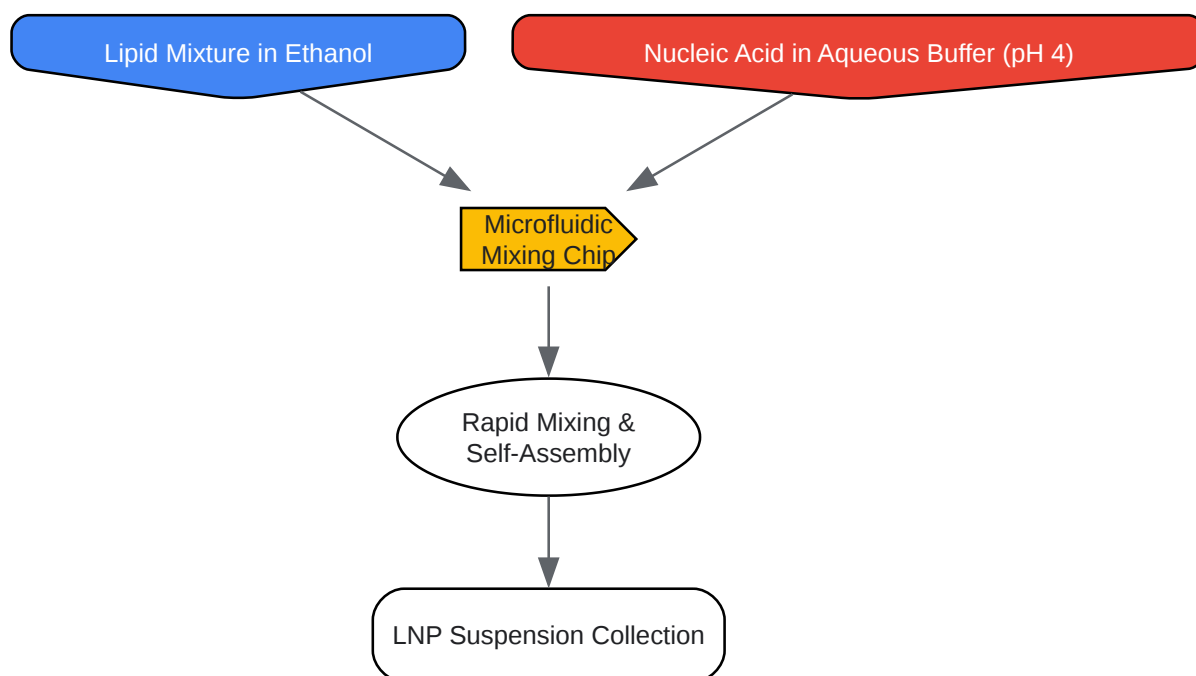 Lipid Mixture in Ethanol
Nucleic Acid in Aqueous Buffer (pH 4)
Microfluidic
Mixing Chip
Rapid Mixing &
Self-Assembly
LNP Suspension Collection